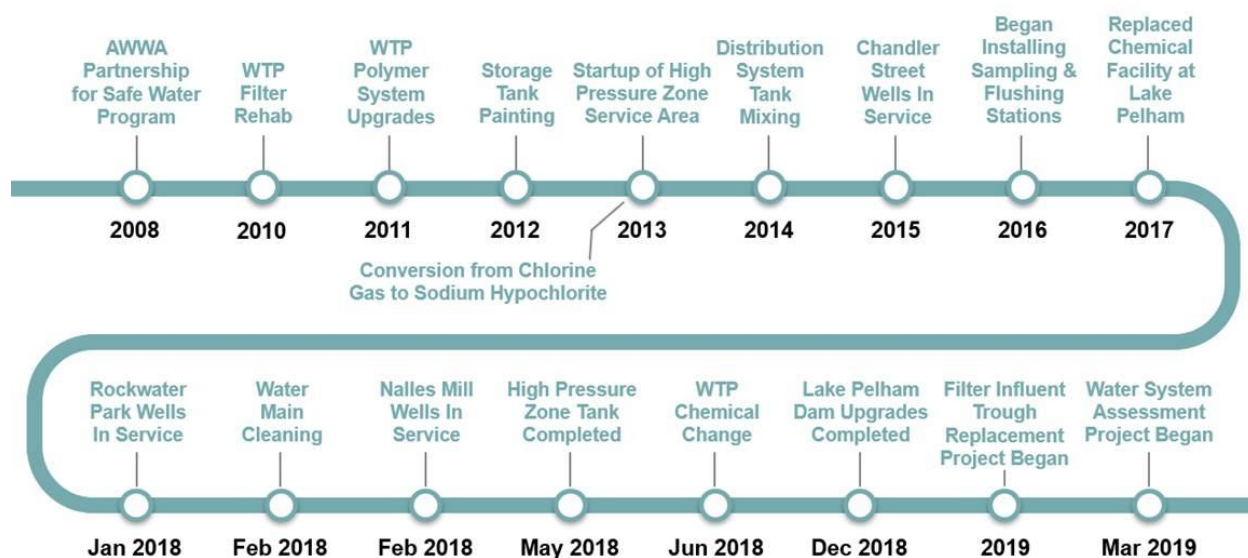 AWWA
Partnership
for Safe Water
Program
WTP
Filter
Rehab
WTP
Polymer
System
Upgrades
Storage
Tank
Painting
Startup of High
Pressure Zone
Service Area
Distribution
System
Tank
Mixing
Chandler
Street
Wells In
Service
Began
Installing
Sampling &
Flushing
Stations
Replaced
Chemical
Facility at
Lake
Pelham
2008
2010
2011
2012
2013
2014
2015
2016
2017
Conversion from Chlorine
Gas to Sodium Hypochlorite
Rockwater
Park Wells
In Service
Water
Main
Cleaning
Nalles Mill
Wells In
Service
High Pressure
Zone Tank
Completed
WTP
Chemical
Change
Lake Pelham
Dam Upgrades
Completed
Filter Influent
Trough
Replacement
Project Began
Water System
Assessment
Project Began
Jan 2018
Feb 2018
Feb 2018
May 2018
Jun 2018
Dec 2018
2019
Mar 2019